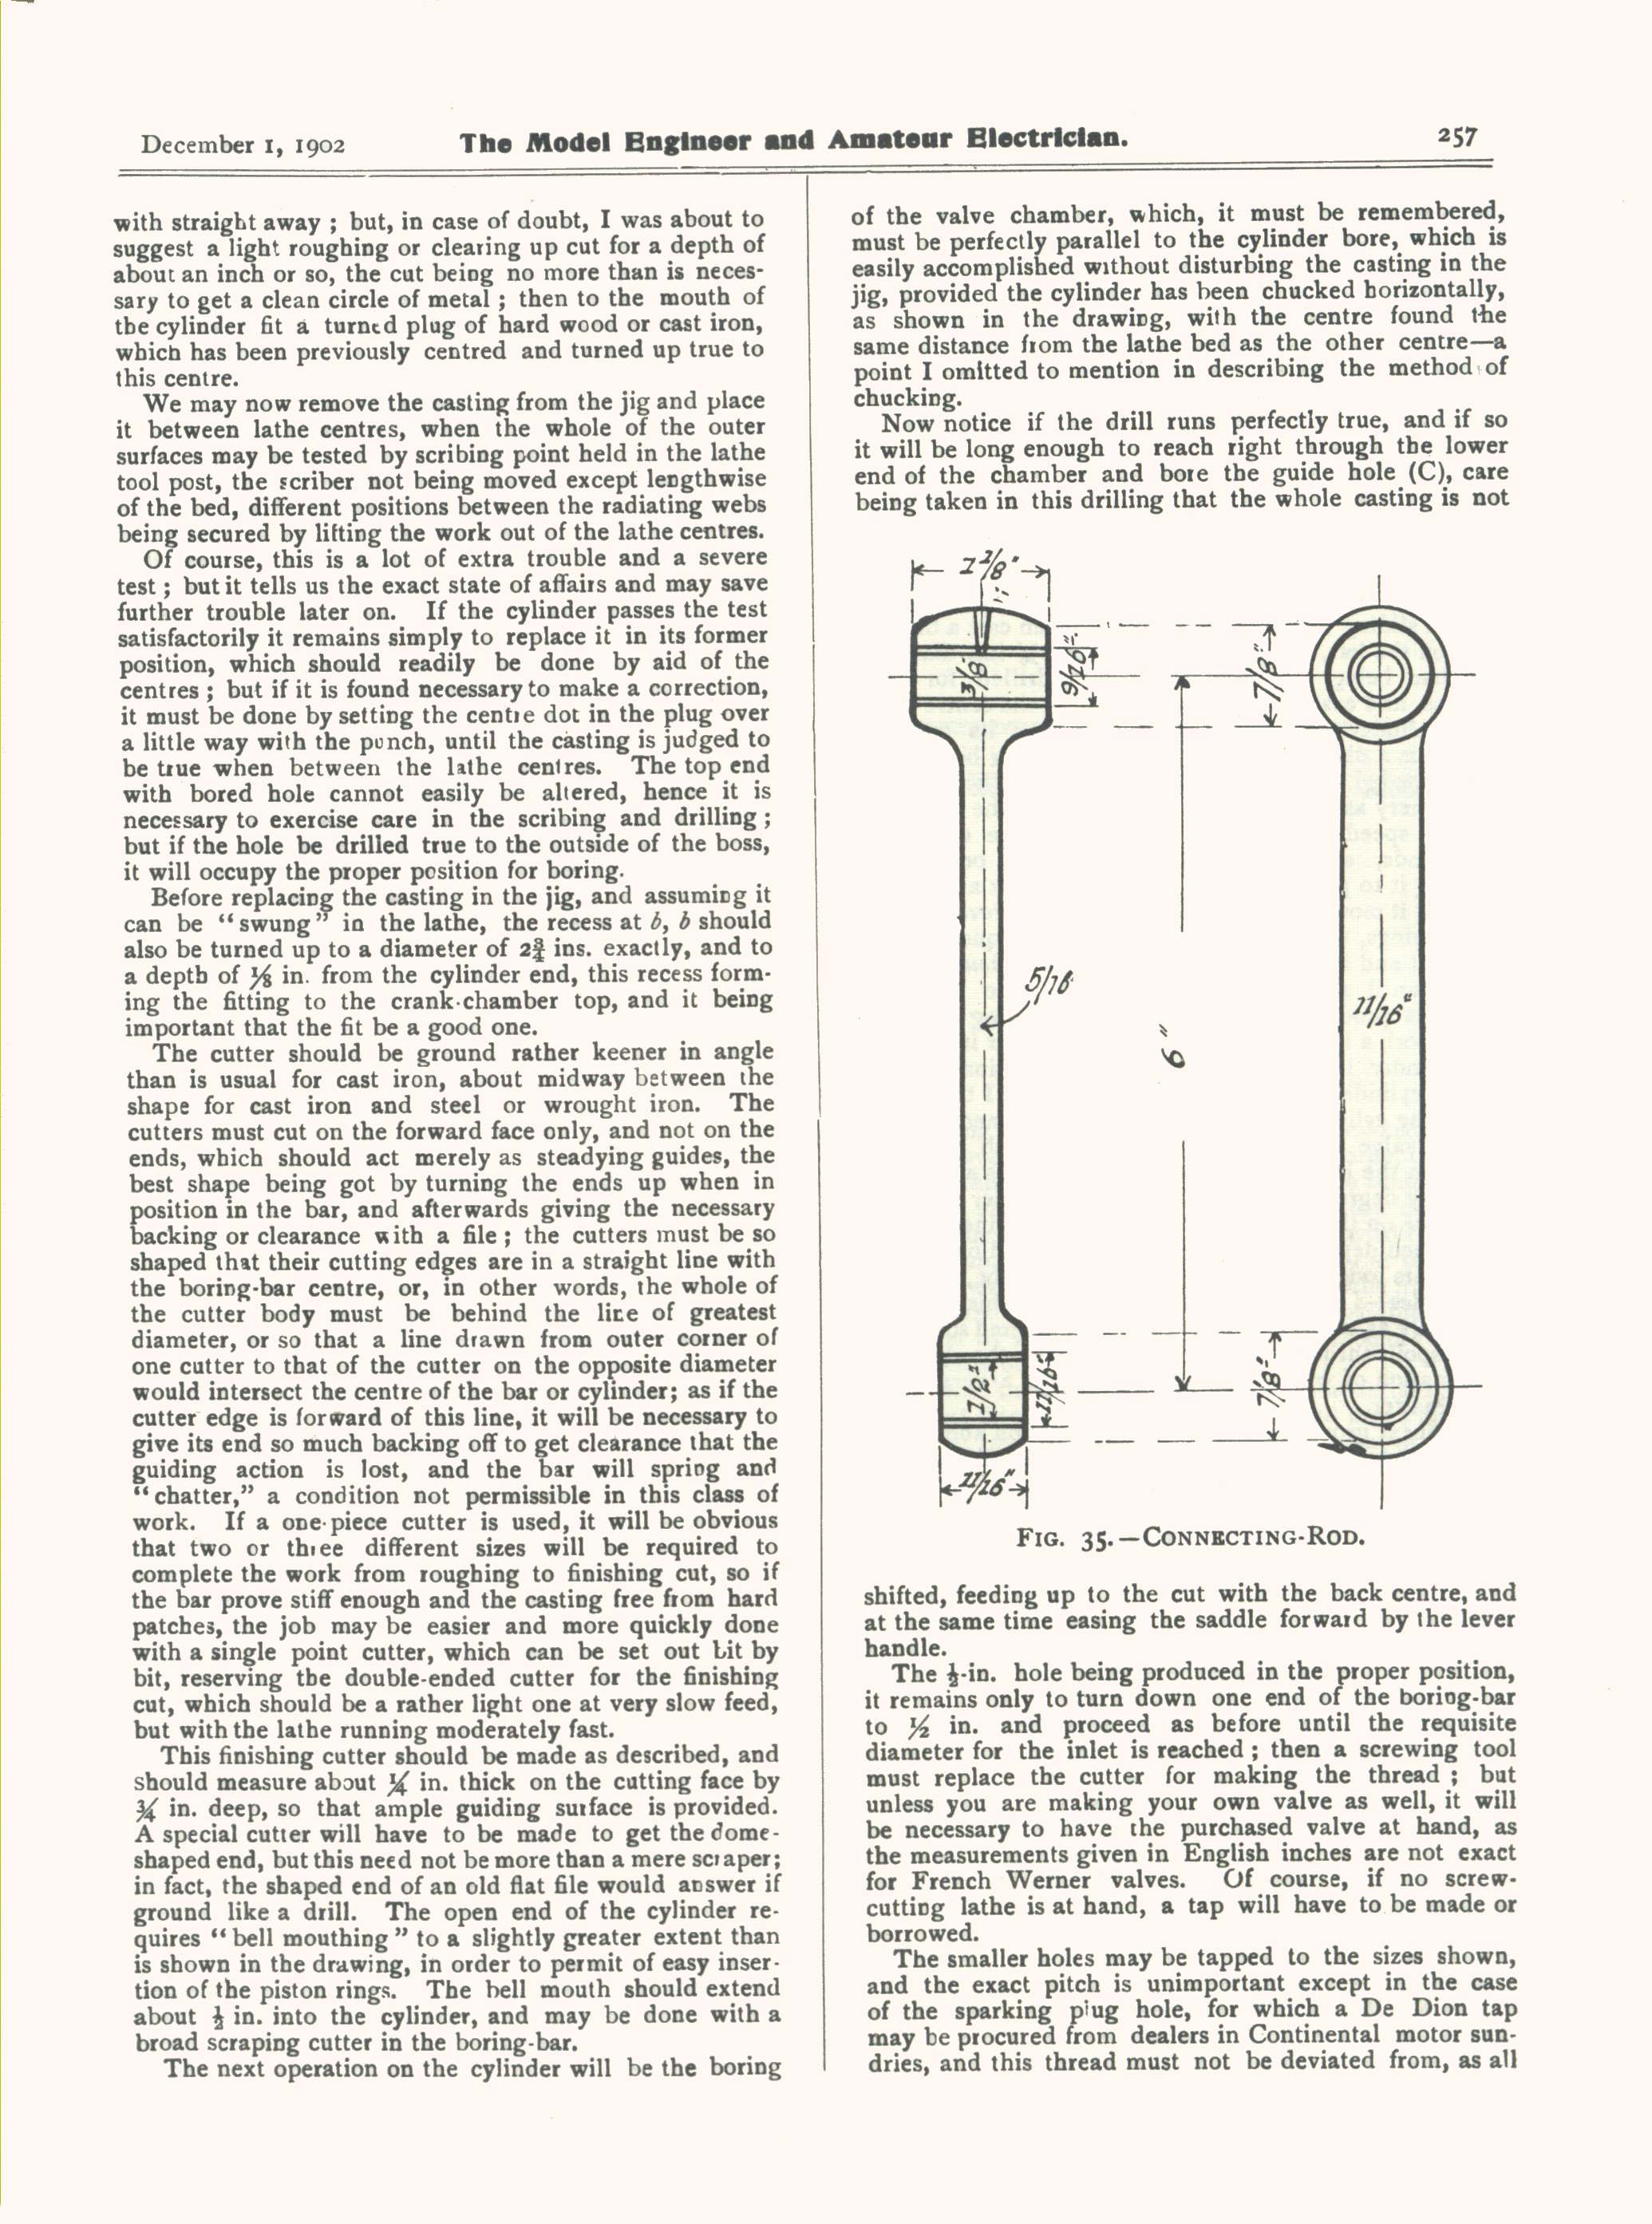 December 1, 1902
The Model Engineer and Amateur Electrician.
257
with straight away ; but, in case of doubt, I was about to
suggest a light roughing or clearing up cut for a depth of
about an inch or so, the cut being no more than is neces-
sary to get a clean circle of metal ; then to the mouth of
the cylinder fit a turned plug of hard wood or cast iron,
which has been previously centred and turned up true to
this centre.
We may now remove the casting from the jig and place
it between lathe centres, when the whole of the outer
surfaces may be tested by scribing point held in the lathe
tool post, the scriber not being moved except lengthwise
of the bed, different positions between the radiating webs
being secured by lifting the work out of the lathe centres.
Of course, this is a lot of extra trouble and a severe
test ; but it tells us the exact state of affairs and may save
further trouble later on. If the cylinder passes the test
satisfactorily it remains simply to replace it in its former
position, which should readily be done by aid of the
centres ; but if it is found necessary to make a correction,
it must be done by setting the centre dot in the plug over
a little way with the punch, until the casting is judged to
be true when between the lathe centres. The top end
with bored hole cannot easily be altered, hence it is
necessary to exercise care in the scribing and drilling ;
but if the hole be drilled true to the outside of the boss,
it will occupy the proper position for boring.
Before replacing the casting in the jig, and assuming it
can be “swung” in the lathe, the recess at b, b should
also be turned up to a diameter of 2¾ ins. exactly, and to
a depth of ⅛ in. from the cylinder end, this recess form-
ing the fitting to the crank-chamber top, and it being
important that the fit be a good one.
The cutter should be ground rather keener in angle
than is usual for cast iron, about midway between the
shape for cast iron and steel or wrought iron. The
cutters must cut on the forward face only, and not on the
ends, which should act merely as steadying guides, the
best shape being got by turning the ends up when in
position in the bar, and afterwards giving the necessary
backing or clearance with a file ; the cutters must be so
shaped that their cutting edges are in a straight line with
the boring-bar centre, or, in other words, the whole of
the cutter body must be behind the line of greatest
diameter, or so that a line drawn from outer corner of
one cutter to that of the cutter on the opposite diameter
would intersect the centre of the bar or cylinder; as if the
cutter edge is forward of this line, it will be necessary to
give its end so much backing off to get clearance that the
guiding action is lost, and the bar will spring and
“chatter,” a condition not permissible in this class of
work. If a one-piece cutter is used, it will be obvious
that two or three different sizes will be required to
complete the work from roughing to finishing cut, so if
the bar prove stiff enough and the casting free from hard
patches, the job may be easier and more quickly done
with a single point cutter, which can be set out bit by
bit, reserving the double-ended cutter for the finishing
cut, which should be a rather light one at very slow feed,
but with the lathe running moderately fast.
This finishing cutter should be made as described, and
should measure about ¼ in. thick on the cutting face by
¾ in. deep, so that ample guiding surface is provided.
A special cutter will have to be made to get the dome-
shaped end, but this need not be more than a mere scraper;
in fact, the shaped end of an old flat file would answer if
ground like a drill. The open end of the cylinder re-
quires “bell mouthing” to a slightly greater extent than
is shown in the drawing, in order to permit of easy inser-
tion of the piston rings. The bell mouth should extend
about ½ in. into the cylinder, and may be done with a
broad scraping cutter in the boring-bar.
The next operation on the cylinder will be the boring
of the valve chamber, which, it must be remembered,
must be perfectly parallel to the cylinder bore, which is
easily accomplished without disturbing the casting in the
jig, provided the cylinder has been chucked horizontally,
as shown in the drawing, with the centre found the
same distance from the lathe bed as the other centre—a
point I omitted to mention in describing the method of
chucking.
Now notice if the drill runs perfectly true, and if so
it will be long enough to reach right through the lower
end of the chamber and bore the guide hole (C), care
being taken in this drilling that the whole casting is not
1 1/8"
3/8"
9/16"
7/8"
5/16
6"
11/16"
1/2"
11/16"
7/8"
11/16"
FIG. 35.—CONNECTING-ROD.
shifted, feeding up to the cut with the back centre, and
at the same time easing the saddle forward by the lever
handle.
The ½-in. hole being produced in the proper position,
it remains only to turn down one end of the boring-bar
to ½ in. and proceed as before until the requisite
diameter for the inlet is reached ; then a screwing tool
must replace the cutter for making the thread ; but
unless you are making your own valve as well, it will
be necessary to have the purchased valve at hand, as
the measurements given in English inches are not exact
for French Werner valves. Of course, if no screw-
cutting lathe is at hand, a tap will have to be made or
borrowed.
The smaller holes may be tapped to the sizes shown,
and the exact pitch is unimportant except in the case
of the sparking plug hole, for which a De Dion tap
may be procured from dealers in Continental motor sun-
dries, and this thread must not be deviated from, as all